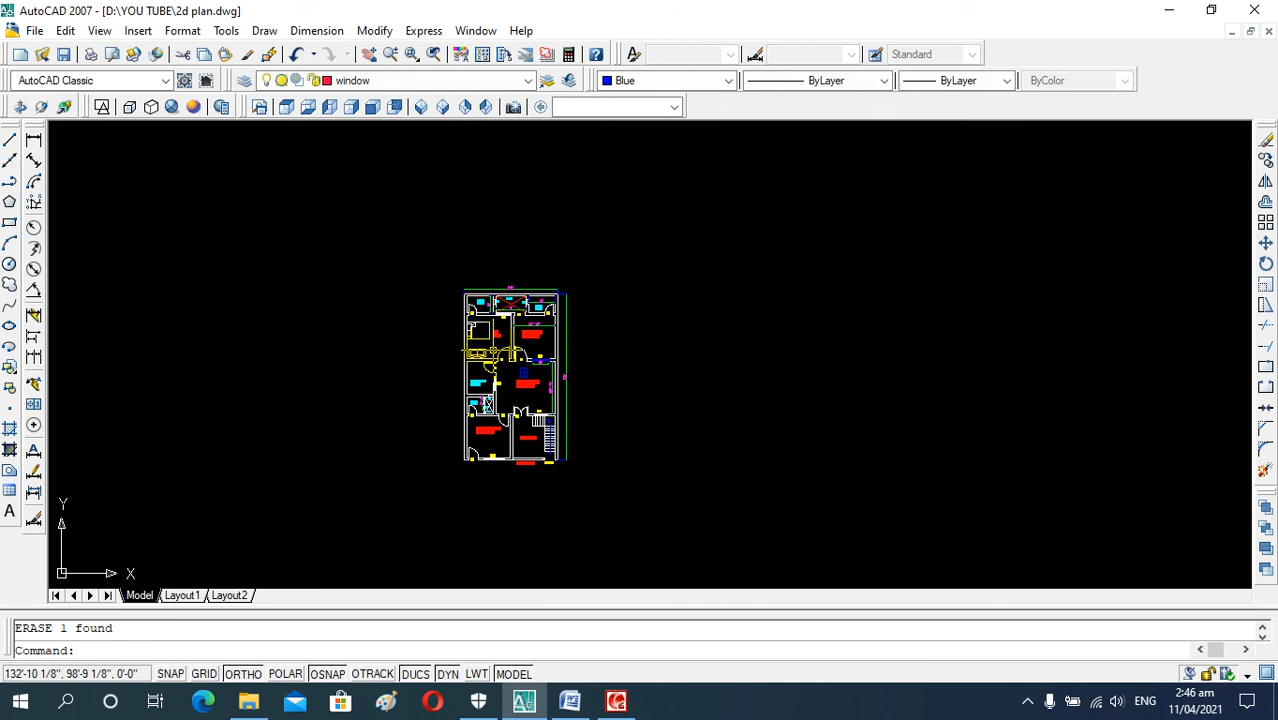 AutoCAD 2007 - [D:\YOU TUBE\2d plan.dwg]
File Edit View Insert Format Tools Draw Dimension Modify Express Window Help
Standard
AutoCAD Classic window Blue ByLayer ByLayer ByColor
Y
X
Model Layout1 Layout2
ERASE 1 found
Command:
132'-10 1/8", 98'-9 1/8", 0'-0" SNAP GRID ORTHO POLAR OSNAP OTRACK DUCS DYN LWT MODEL
ENG
2:46 am
11/04/2021